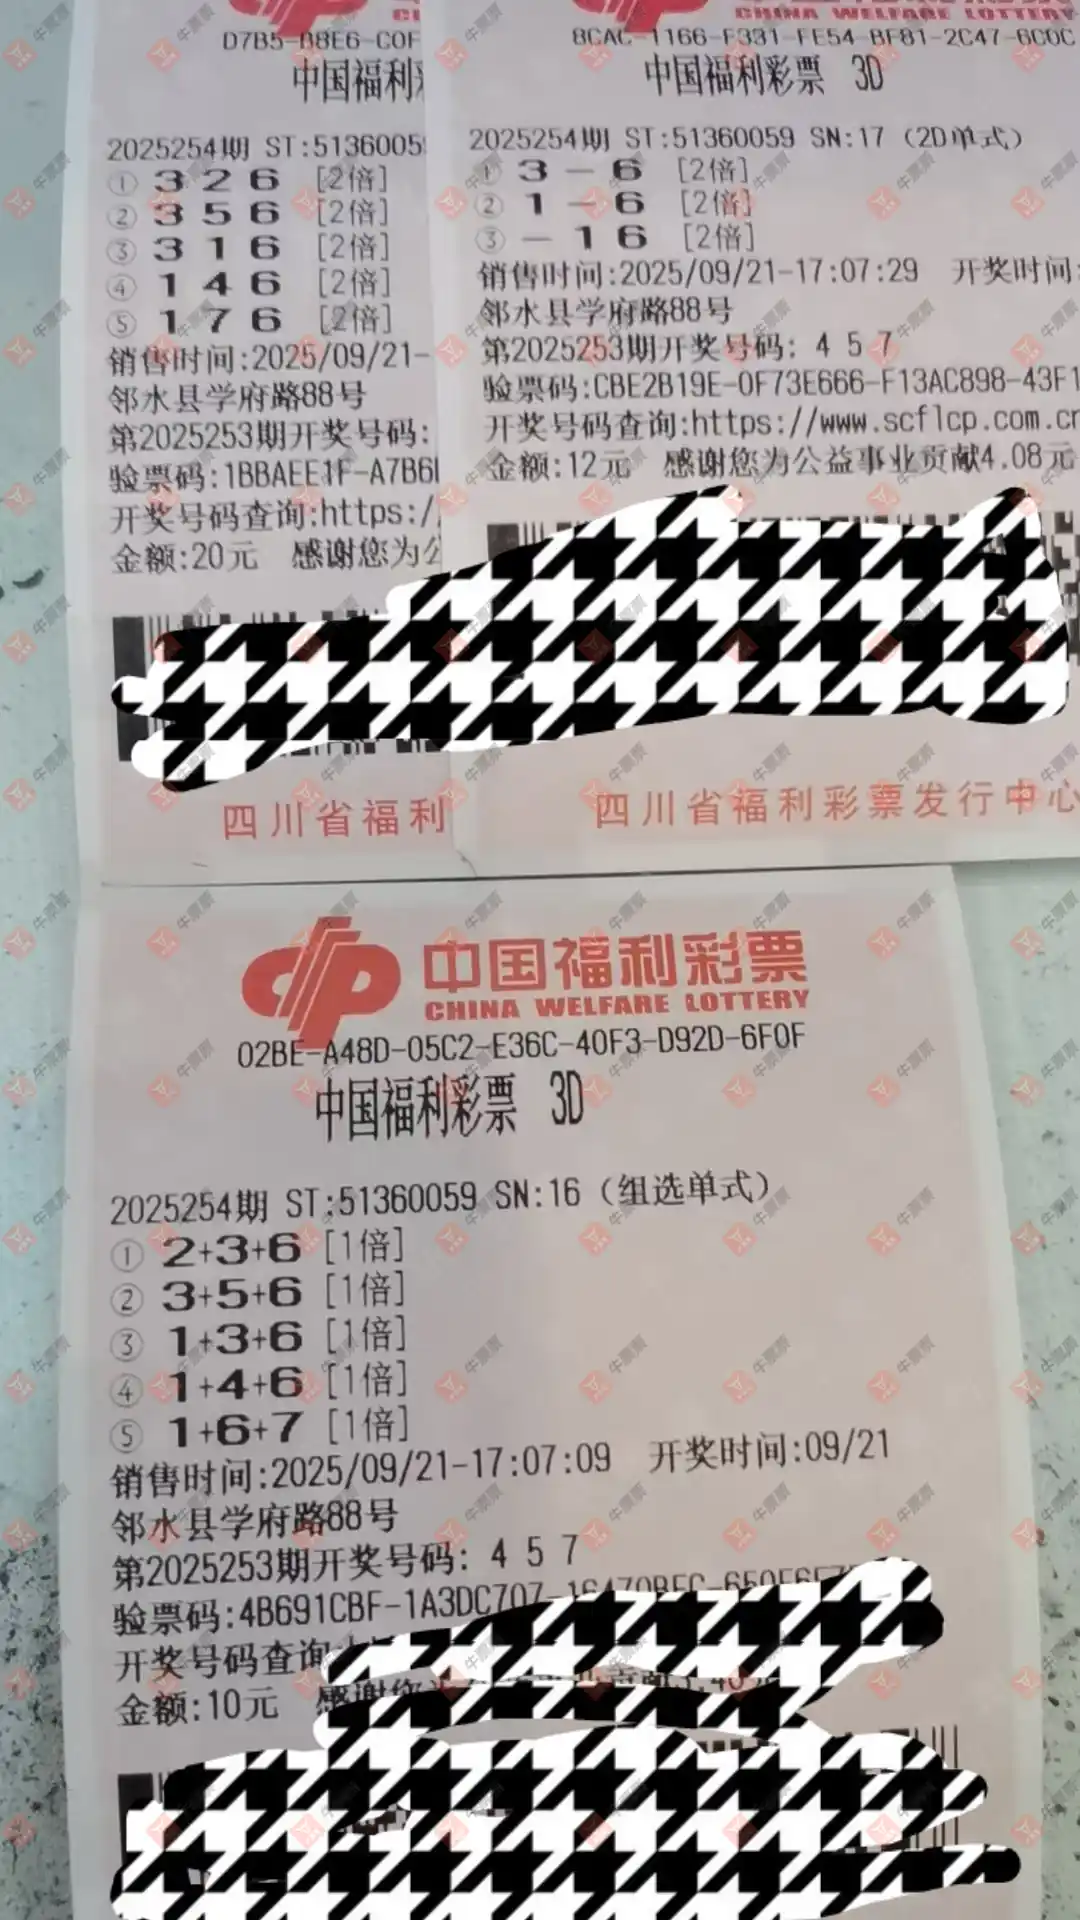 D7B5-B8E6-C0F
中国福利
2025254期 ST:5136005
① 3 2 6 [2倍]
② 3 5 6 [2倍]
③ 3 1 6 [2倍]
④ 1 4 6 [2倍]
⑤ 1 7 6 [2倍]
销售时间:2025/09/21-
邻水县学府路88号
第2025253期开奖号码:
验票码:1BBAEE1F-A7B6
开奖号码查询:https:/
金额:20元 感谢您为公
四川省福利
CHINA WELFARE LOTTERY
8CAC-1166-F331-FE54-BF81-2C47-6C0C
中国福利彩票 3D
2025254期 ST:51360059 SN:17 (2D单式)
① 3 — 6 [2倍]
② 1 — 6 [2倍]
③ — 1 6 [2倍]
销售时间:2025/09/21-17:07:29 开奖时间:
邻水县学府路88号
第2025253期开奖号码: 4 5 7
验票码:CBE2B19E-0F73E666-F13AC898-43F1
开奖号码查询:https://www.scflcp.com.cn
金额:12元 感谢您为公益事业贡献4.08元
四川省福利彩票发行中心
中国福利彩票
CHINA WELFARE LOTTERY
02BE-A48D-05C2-E36C-40F3-D92D-6F0F
中国福利彩票 3D
2025254期 ST:51360059 SN:16 (组选单式)
① 2+3+6 [1倍]
② 3+5+6 [1倍]
③ 1+3+6 [1倍]
④ 1+4+6 [1倍]
⑤ 1+6+7 [1倍]
销售时间:2025/09/21-17:07:09 开奖时间:09/21
邻水县学府路88号
第2025253期开奖号码: 4 5 7
验票码:4B691CBF-1A3DC707-
开奖号码查询
金额:10元 感谢您